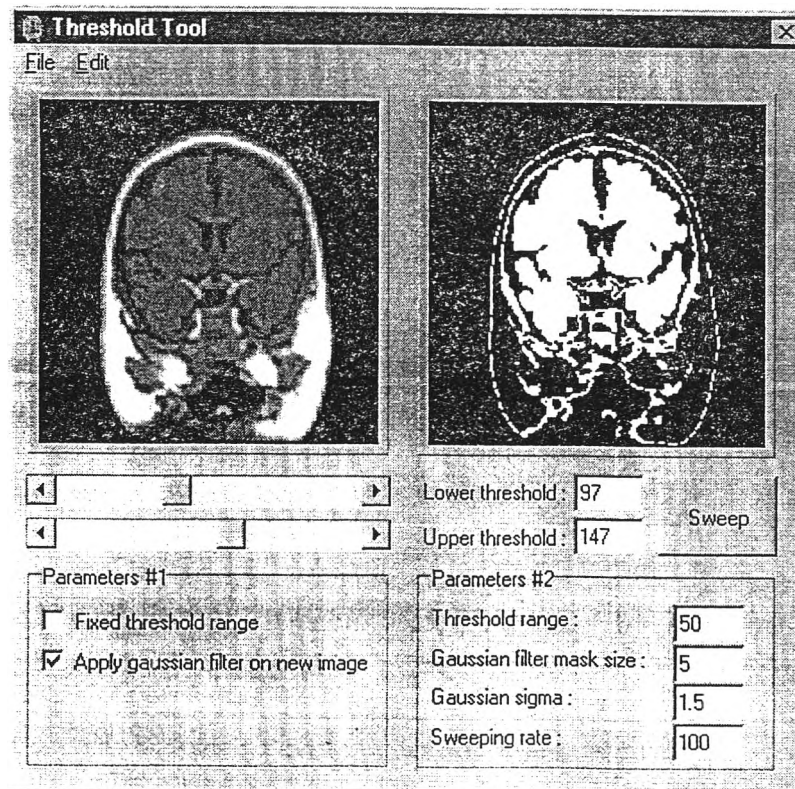 Threshold Tool
File Edit
Lower threshold : 97
Upper threshold : 147
Sweep
Parameters #1
Fixed threshold range
Apply gaussian filter on new image
Parameters #2
Threshold range : 50
Gaussian filter mask size : 5
Gaussian sigma : 1.5
Sweeping rate : 100